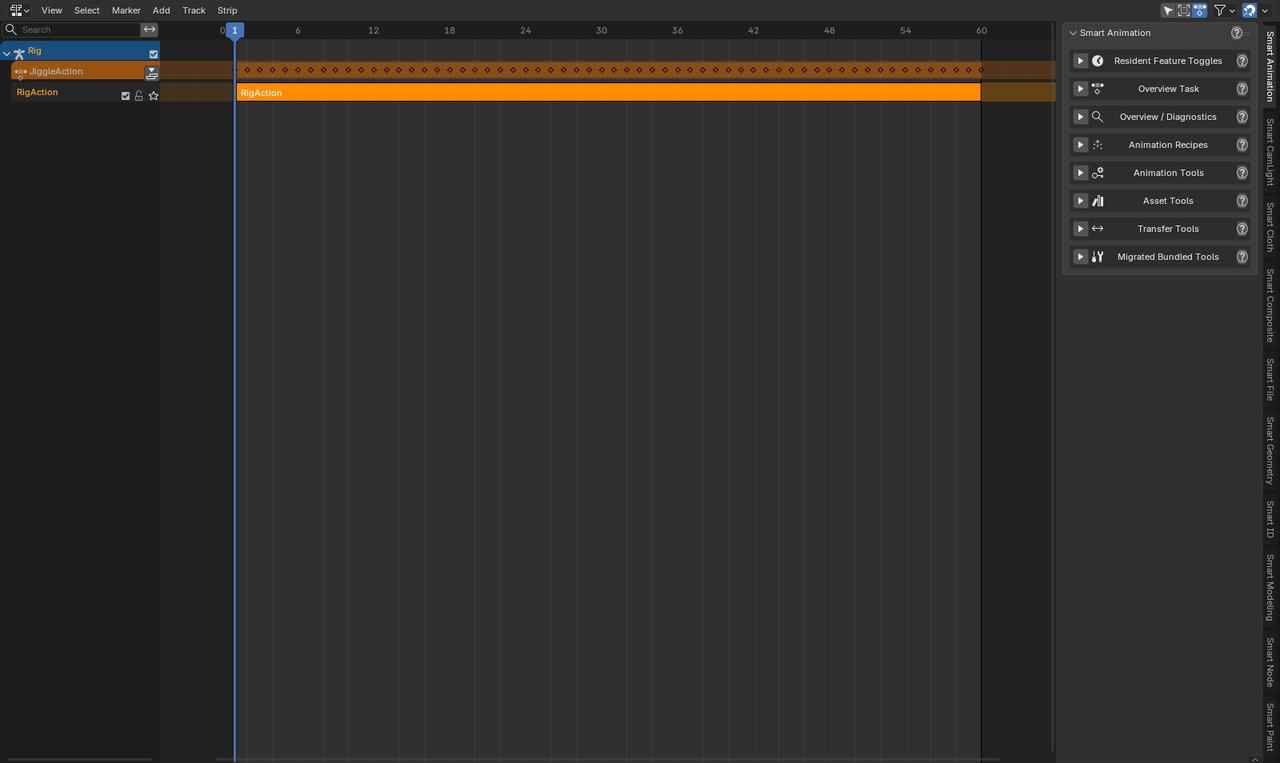 View Select Marker Add Track Strip
Search
0 1 6 12 18 24 30 36 42 48 54 60
Rig
JiggleAction
RigAction
RigAction
Smart Animation
Resident Feature Toggles
Overview Task
Overview / Diagnostics
Animation Recipes
Animation Tools
Asset Tools
Transfer Tools
Migrated Bundled Tools
Smart Animation
Smart CamLight
Smart Cloth
Smart Composite
Smart File
Smart Geometry
Smart ID
Smart Modeling
Smart Node
Smart Paint